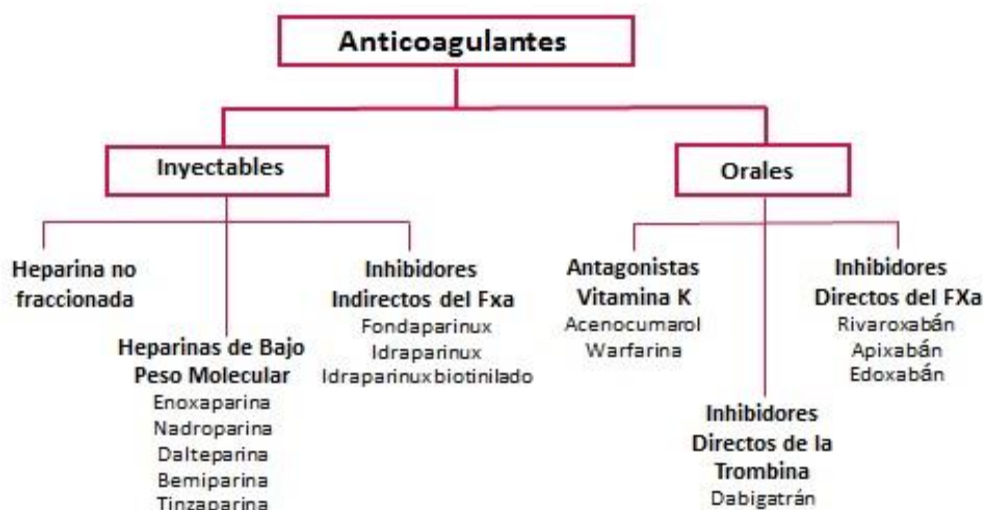 Anticoagulantes
Inyectables
Orales
Heparina no
fraccionada
Heparinas de Bajo
Peso Molecular
Enoxaparina
Nadroparina
Dalteparina
Bemiparina
Tinzaparina
Inhibidores
Indirectos del Fxa
Fondaparinux
Idraparinux
Idraparinux biotinilado
Antagonistas
Vitamina K
Acenocumarol
Warfarina
Inhibidores
Directos de la
Trombina
Dabigatrán
Inhibidores
Directos del FXa
Rivaroxabán
Apixabán
Edoxabán